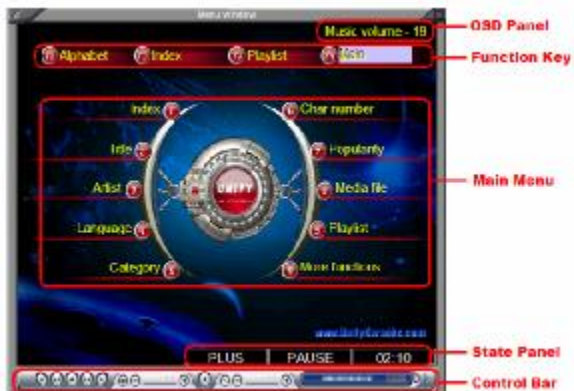 Menu window
Music volume - 19
OSD Panel
Alphabet Index Playlist Main
Function Key
Index Char number
Title Popularity
Artist Media file
UNIFY
Main Menu
Language Playlist
Category More functions
www.UnifyKaraoke.com
PLUS | PAUSE | 02:10
State Panel
Control Bar